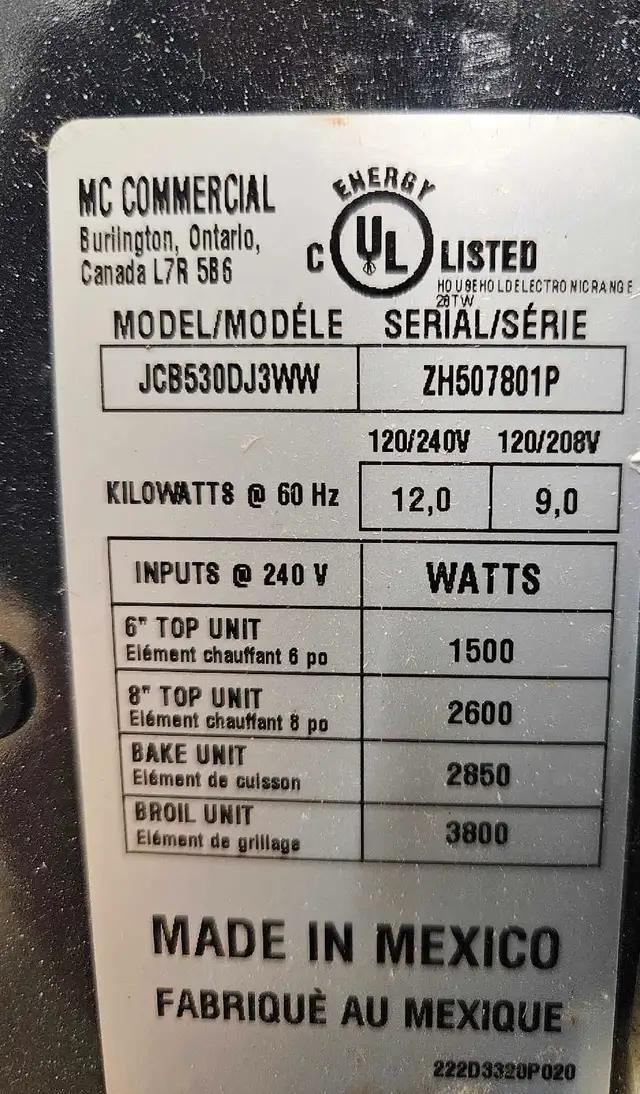 MC COMMERCIAL
Burlington, Ontario,
Canada L7R 5B6
ENERGY
C UL LISTED
HOUSEHOLD ELECTRONIC RANGE
28TW
MODEL/MODÉLE SERIAL/SÉRIE
JCB530DJ3WW ZH507801P
120/240V 120/208V
KILOWATTS @ 60 Hz 12,0 9,0
INPUTS @ 240 V WATTS
6" TOP UNIT
Elément chauffant 6 po 1500
8" TOP UNIT
Elément chauffant 8 po 2600
BAKE UNIT
Elément de cuisson 2850
BROIL UNIT
Elément de grillage 3800
MADE IN MEXICO
FABRIQUÈ AU MEXIQUE
222D3320P020